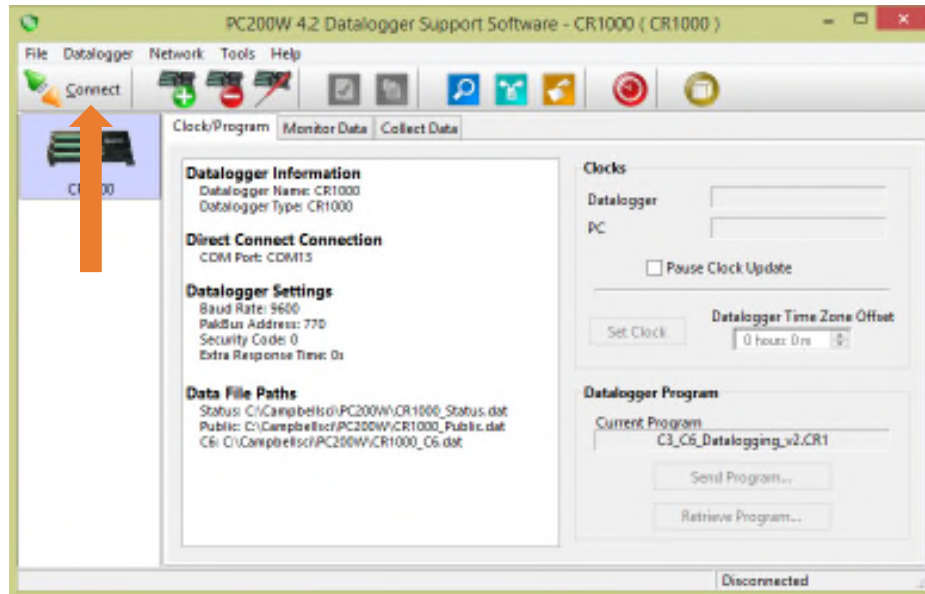 PC200W 4.2 Datalogger Support Software - CR1000 ( CR1000 )
File Datalogger Network Tools Help
Connect
Clock/Program Monitor Data Collect Data
Datalogger Information
Datalogger Name: CR1000
Datalogger Type: CR1000
Direct Connect Connection
COM Port: COM13
Datalogger Settings
Baud Rate: 9600
PakBus Address: 770
Security Code: 0
Extra Response Time: 0s
Data File Paths
Status: C:\Campbellsci\PC200W\CR1000_Status.dat
Public: C:\Campbellsci\PC200W\CR1000_Public.dat
C6: C:\Campbellsci\PC200W\CR1000_C6.dat
Clocks
Datalogger
PC
Pause Clock Update
Datalogger Time Zone Offset
Set Clock
0 hours 0 m
Datalogger Program
Current Program
C3_C6_Datalogging_v2.CR1
Send Program...
Retrieve Program...
Disconnected